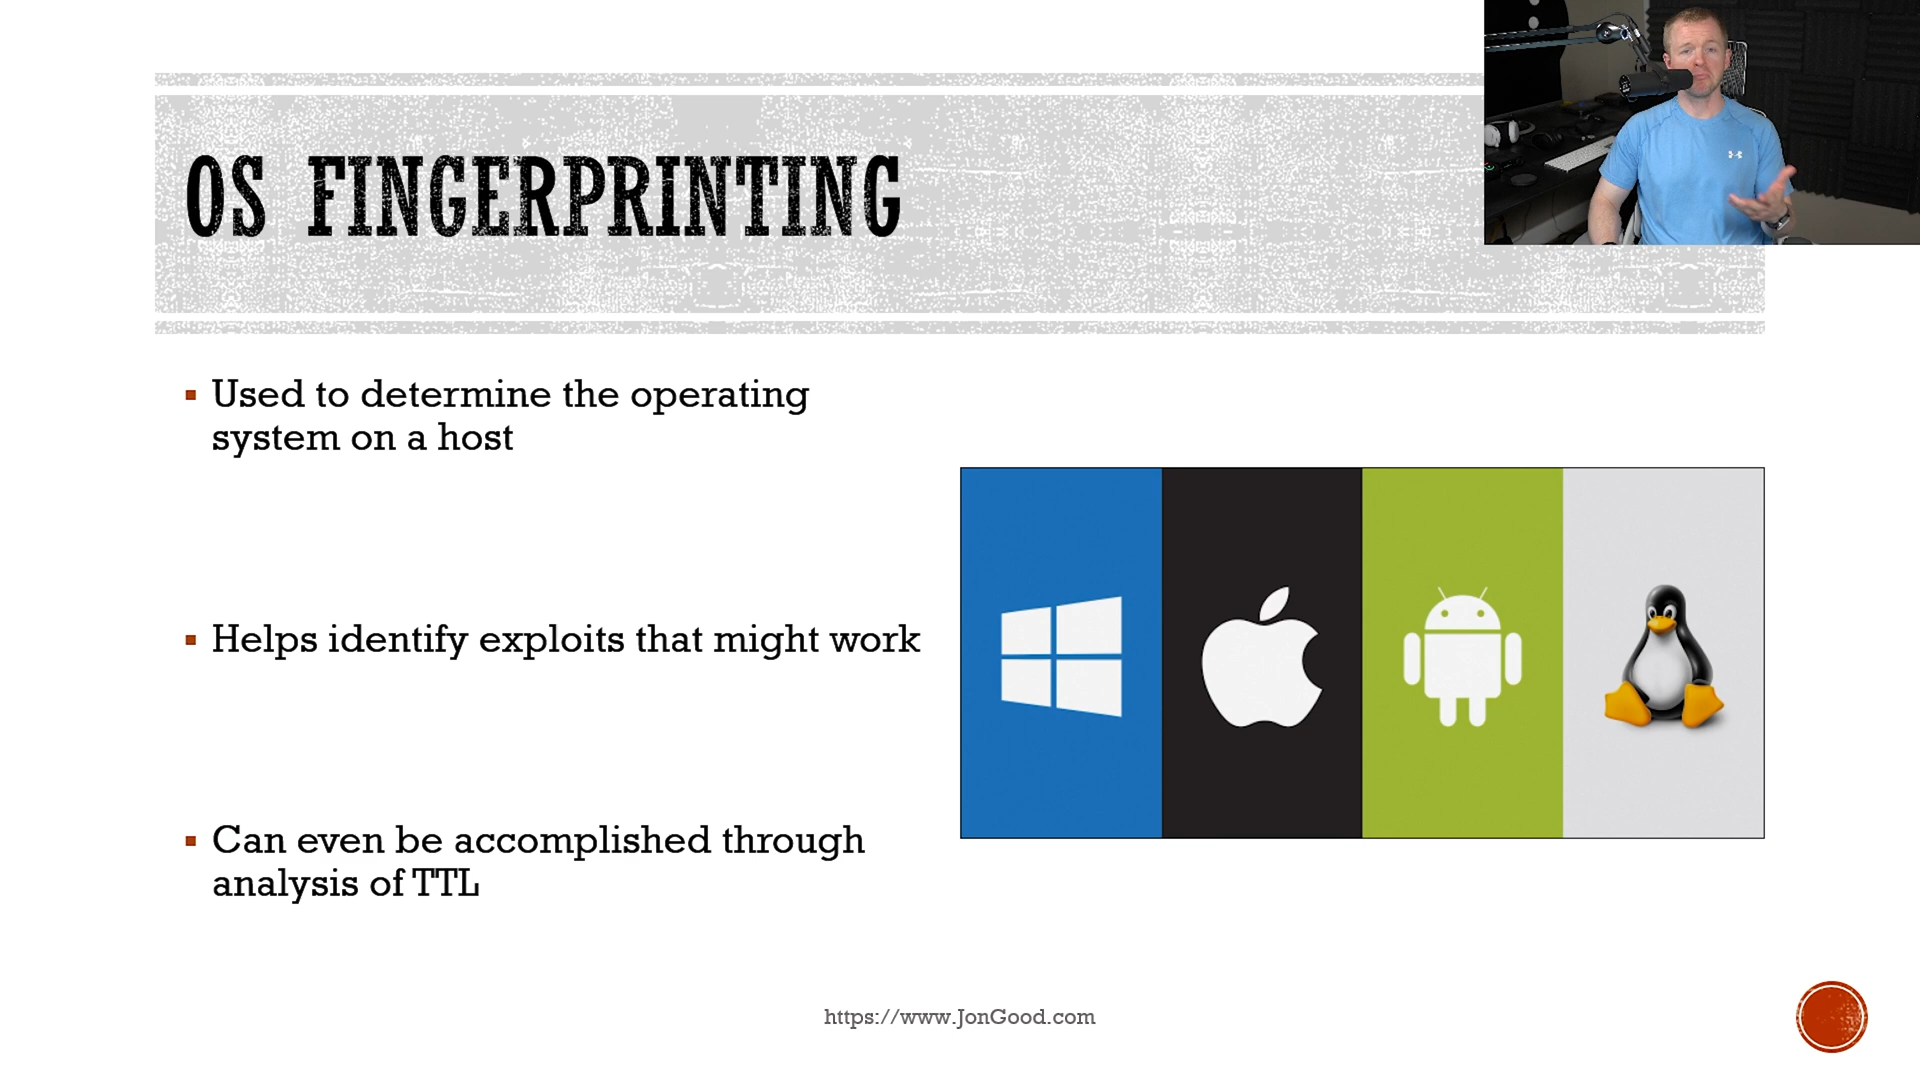 OS FINGERPRINTING
Used to determine the operating
system on a host
Helps identify exploits that might work
Can even be accomplished through
analysis of TTL
https://www.JonGood.com